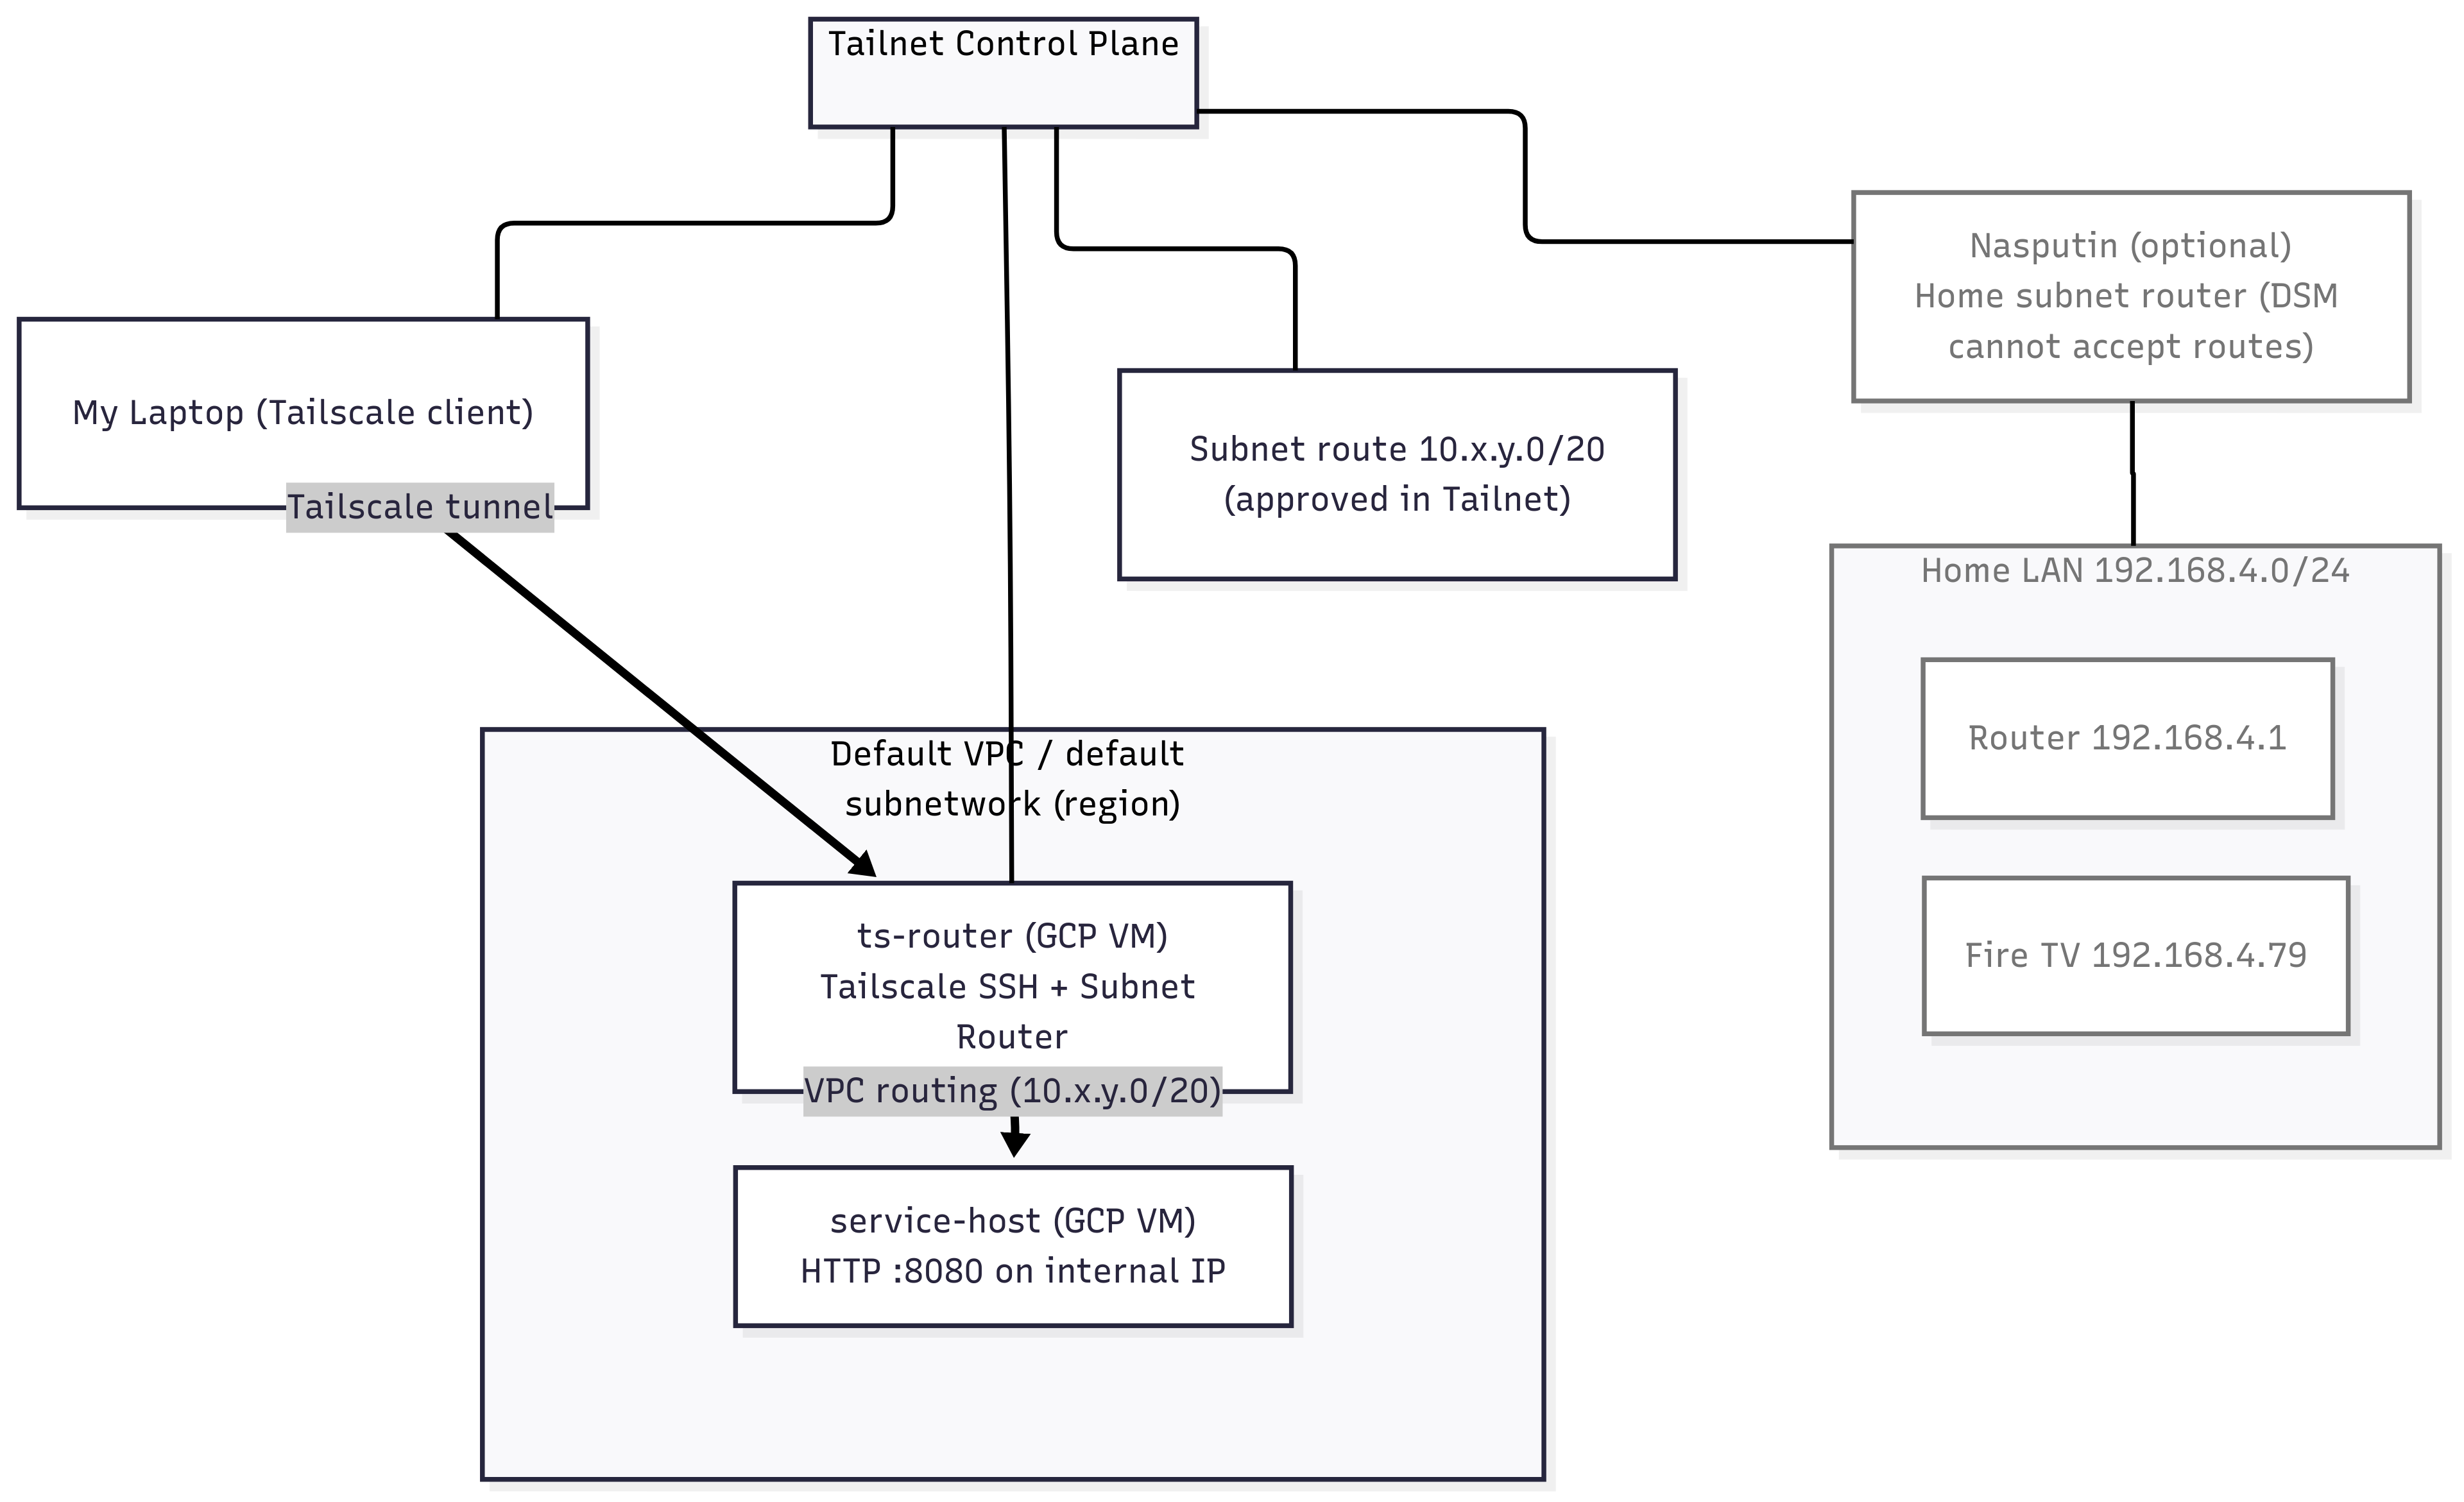 Tailnet Control Plane
My Laptop (Tailscale client)
Tailscale tunnel
Subnet route 10.x.y.0/20
(approved in Tailnet)
Nasputin (optional)
Home subnet router (DSM
cannot accept routes)
Home LAN 192.168.4.0/24
Router 192.168.4.1
Fire TV 192.168.4.79
Default VPC / default
subnetwork (region)
ts-router (GCP VM)
Tailscale SSH + Subnet
Router
VPC routing (10.x.y.0/20)
service-host (GCP VM)
HTTP :8080 on internal IP